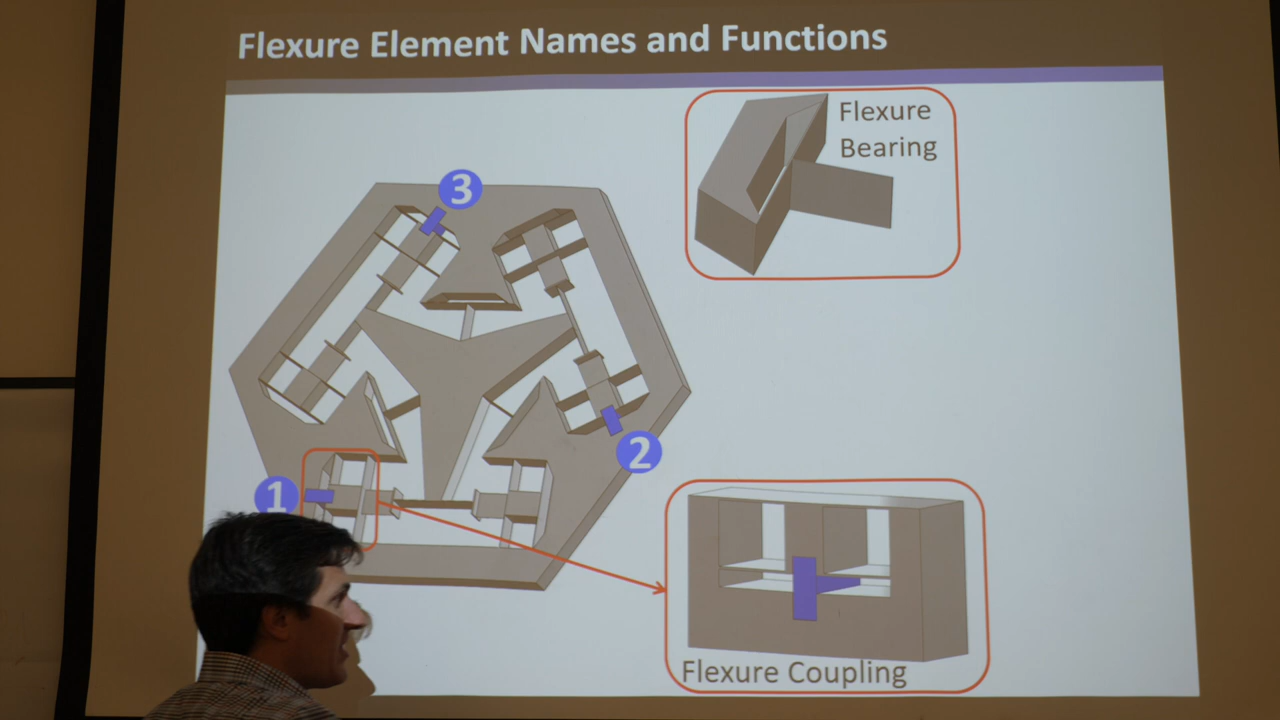 Flexure Element Names and Functions
Flexure
Bearing
3
2
1
Flexure Coupling